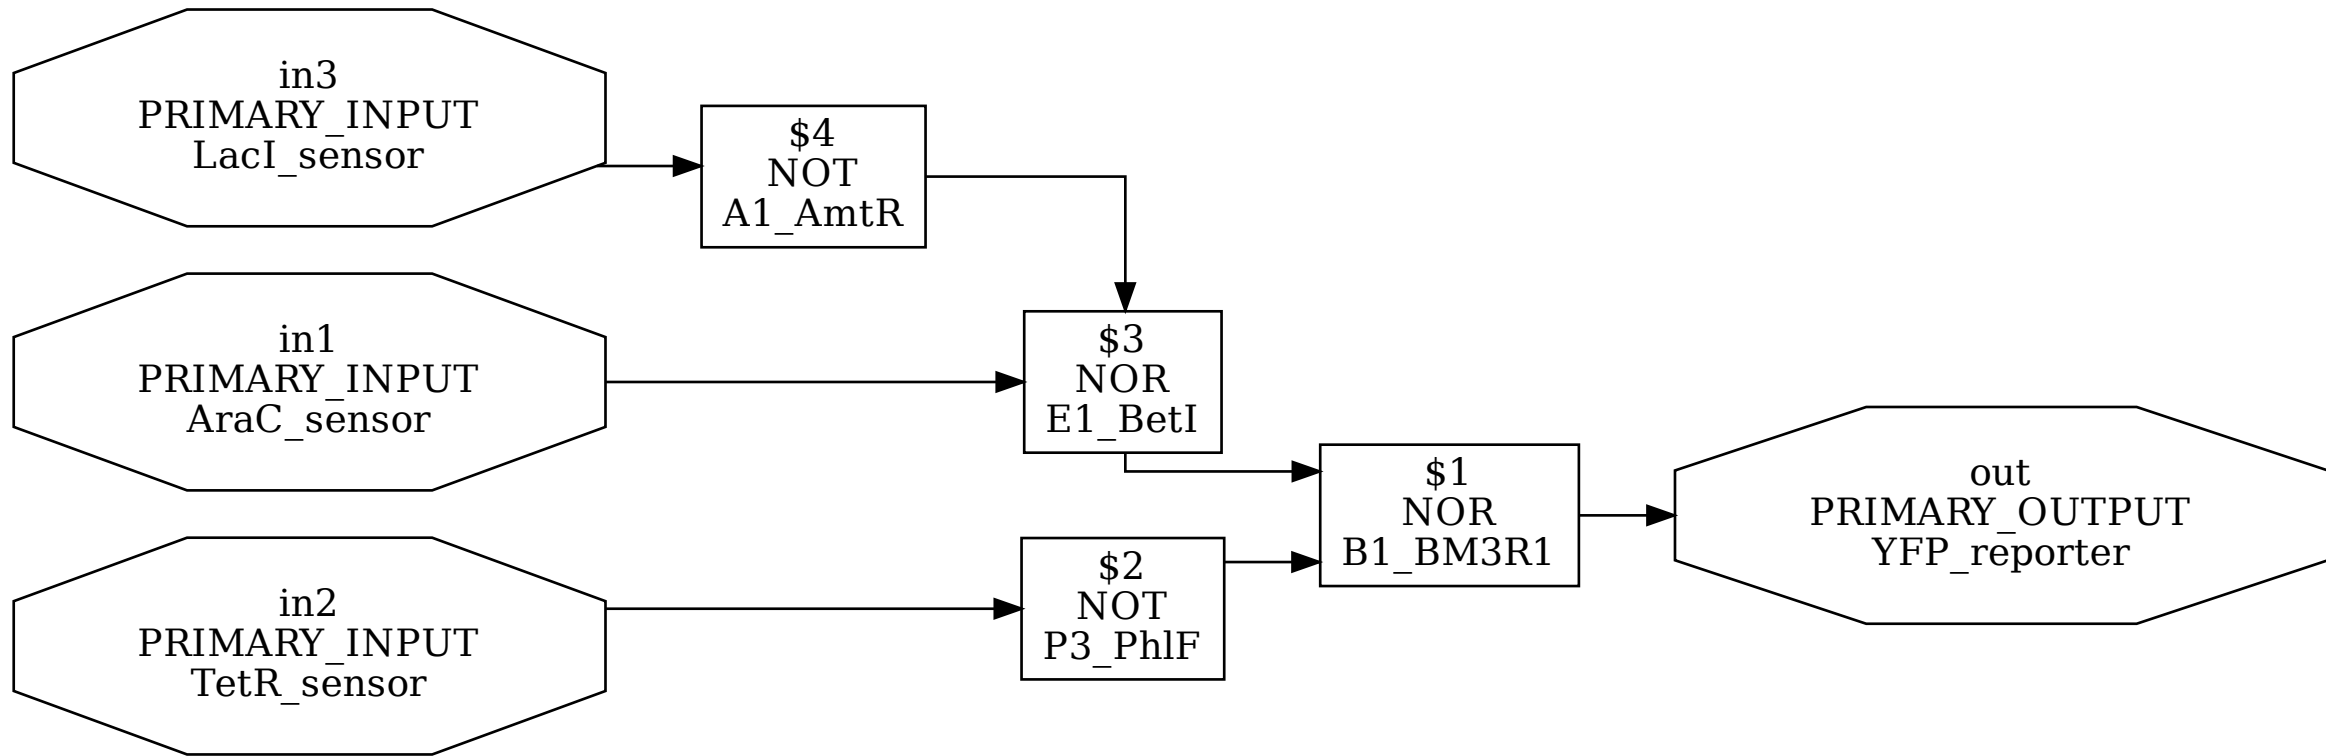 in3
PRIMARY_INPUT
LacI_sensor
$4
NOT
A1_AmtR
in1
PRIMARY_INPUT
AraC_sensor
$3
NOR
E1_BetI
in2
PRIMARY_INPUT
TetR_sensor
$2
NOT
P3_PhlF
$1
NOR
B1_BM3R1
out
PRIMARY_OUTPUT
YFP_reporter